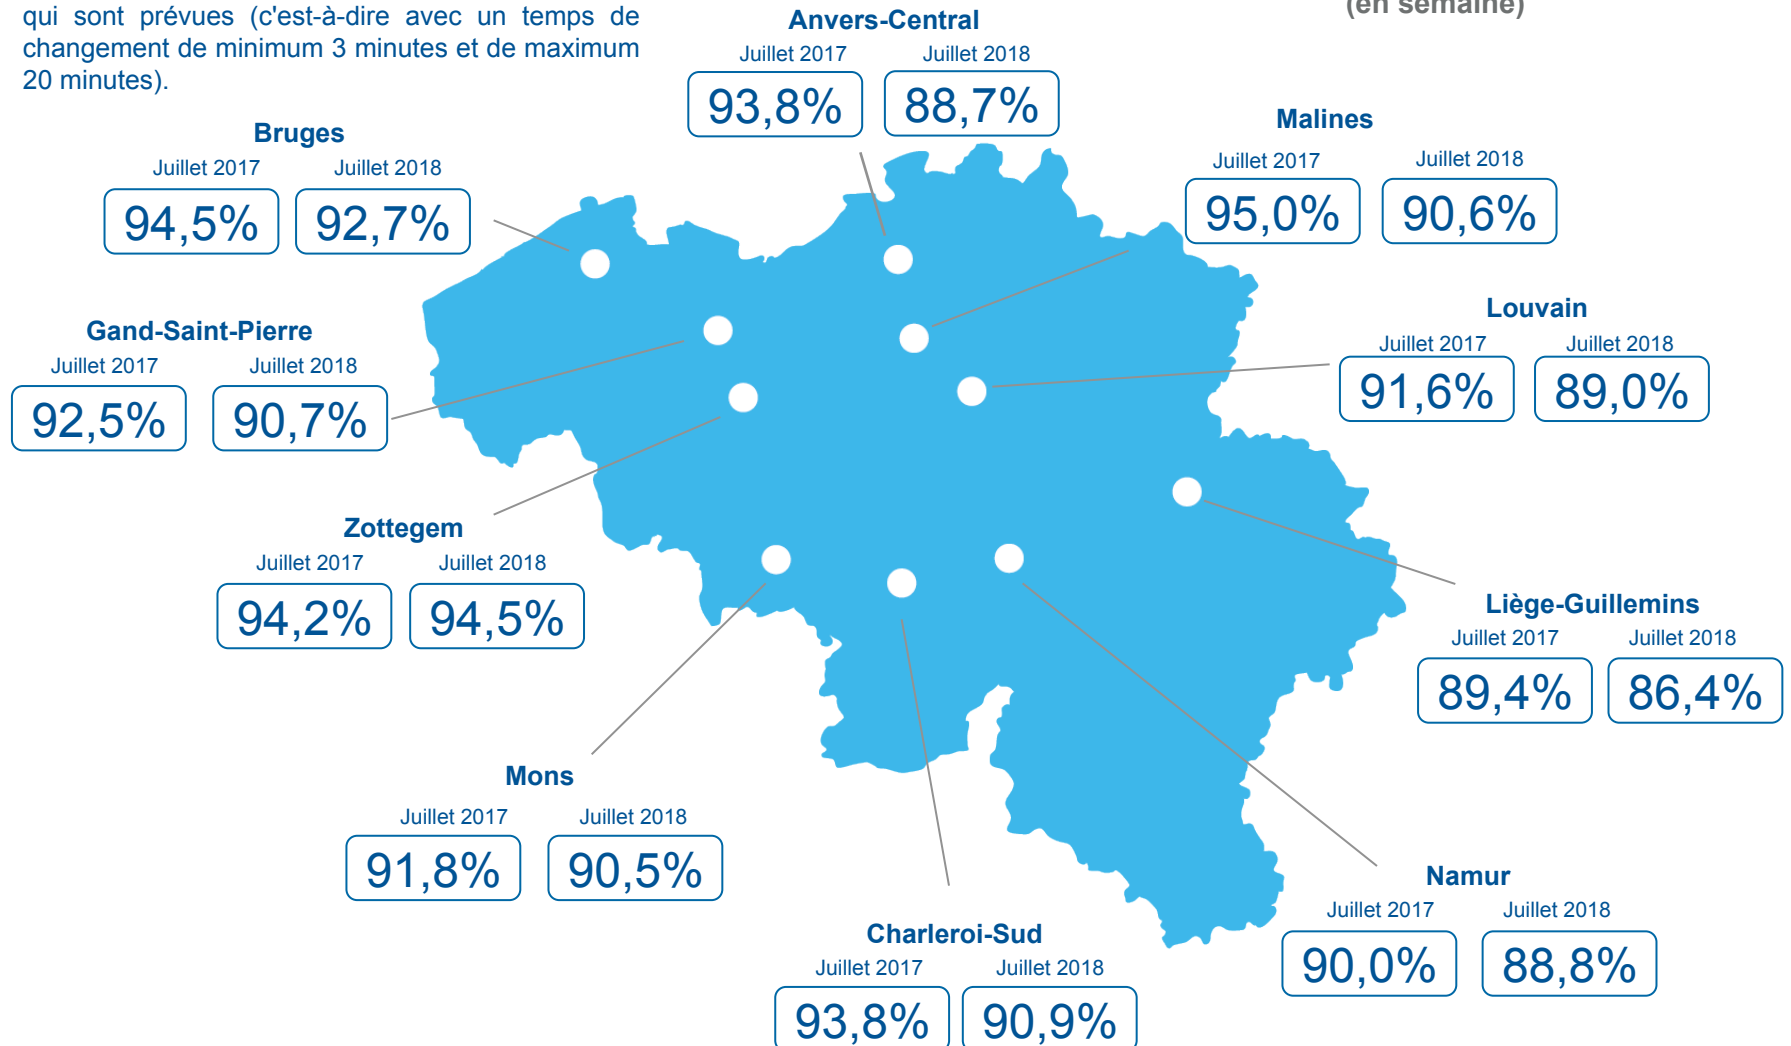 qui sont prévues (c'est-à-dire avec un temps de
changement de minimum 3 minutes et de maximum
20 minutes).
(en semaine)
Anvers-Central
Juillet 2017 Juillet 2018
93,8% 88,7%
Bruges
Juillet 2017 Juillet 2018
94,5% 92,7%
Malines
Juillet 2017 Juillet 2018
95,0% 90,6%
Gand-Saint-Pierre
Juillet 2017 Juillet 2018
92,5% 90,7%
Louvain
Juillet 2017 Juillet 2018
91,6% 89,0%
Zottegem
Juillet 2017 Juillet 2018
94,2% 94,5%
Liège-Guillemins
Juillet 2017 Juillet 2018
89,4% 86,4%
Mons
Juillet 2017 Juillet 2018
91,8% 90,5%
Namur
Juillet 2017 Juillet 2018
90,0% 88,8%
Charleroi-Sud
Juillet 2017 Juillet 2018
93,8% 90,9%